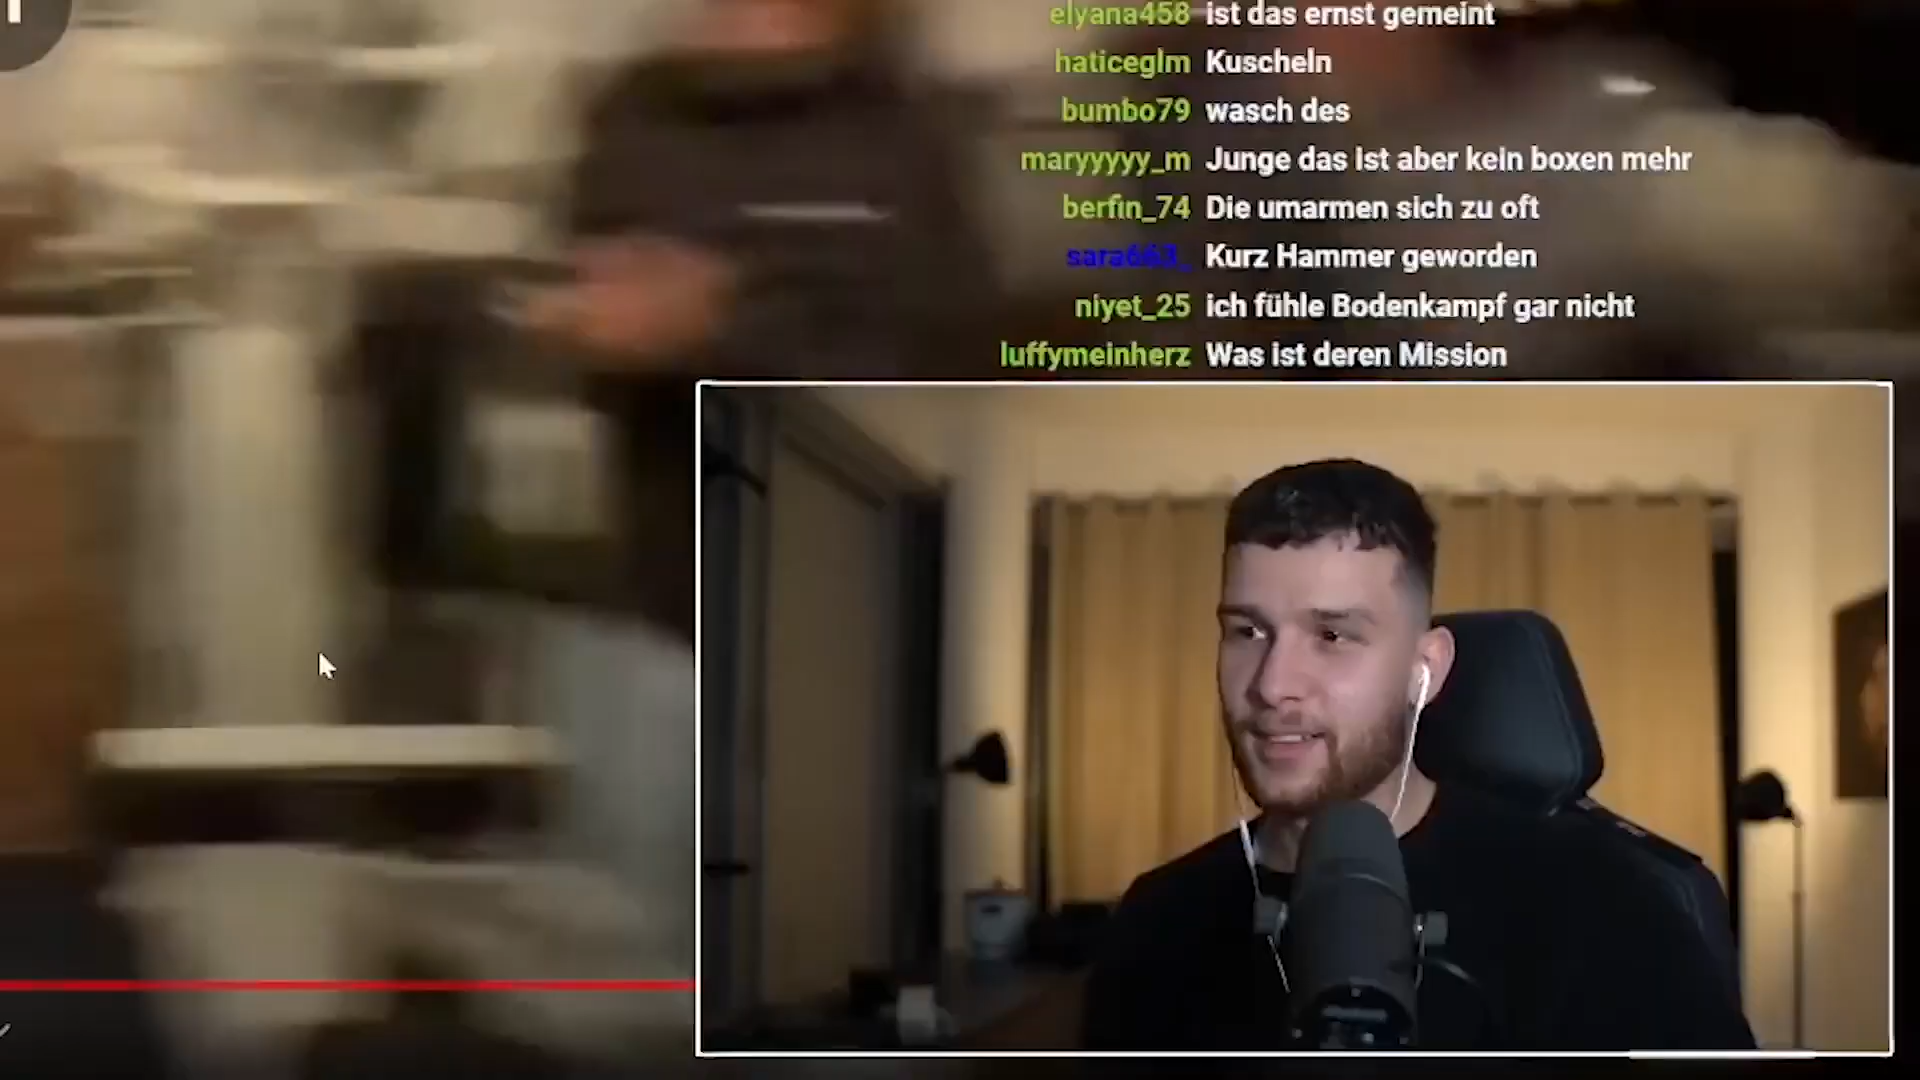 elyana458 ist das ernst gemeint
haticeglm Kuscheln
bumbo79 wasch des
maryyyyy_m Junge das ist aber kein boxen mehr
berfin_74 Die umarmen sich zu oft
sara663_ Kurz Hammer geworden
niyet_25 ich fühle Bodenkampf gar nicht
luffymeinherz Was ist deren Mission